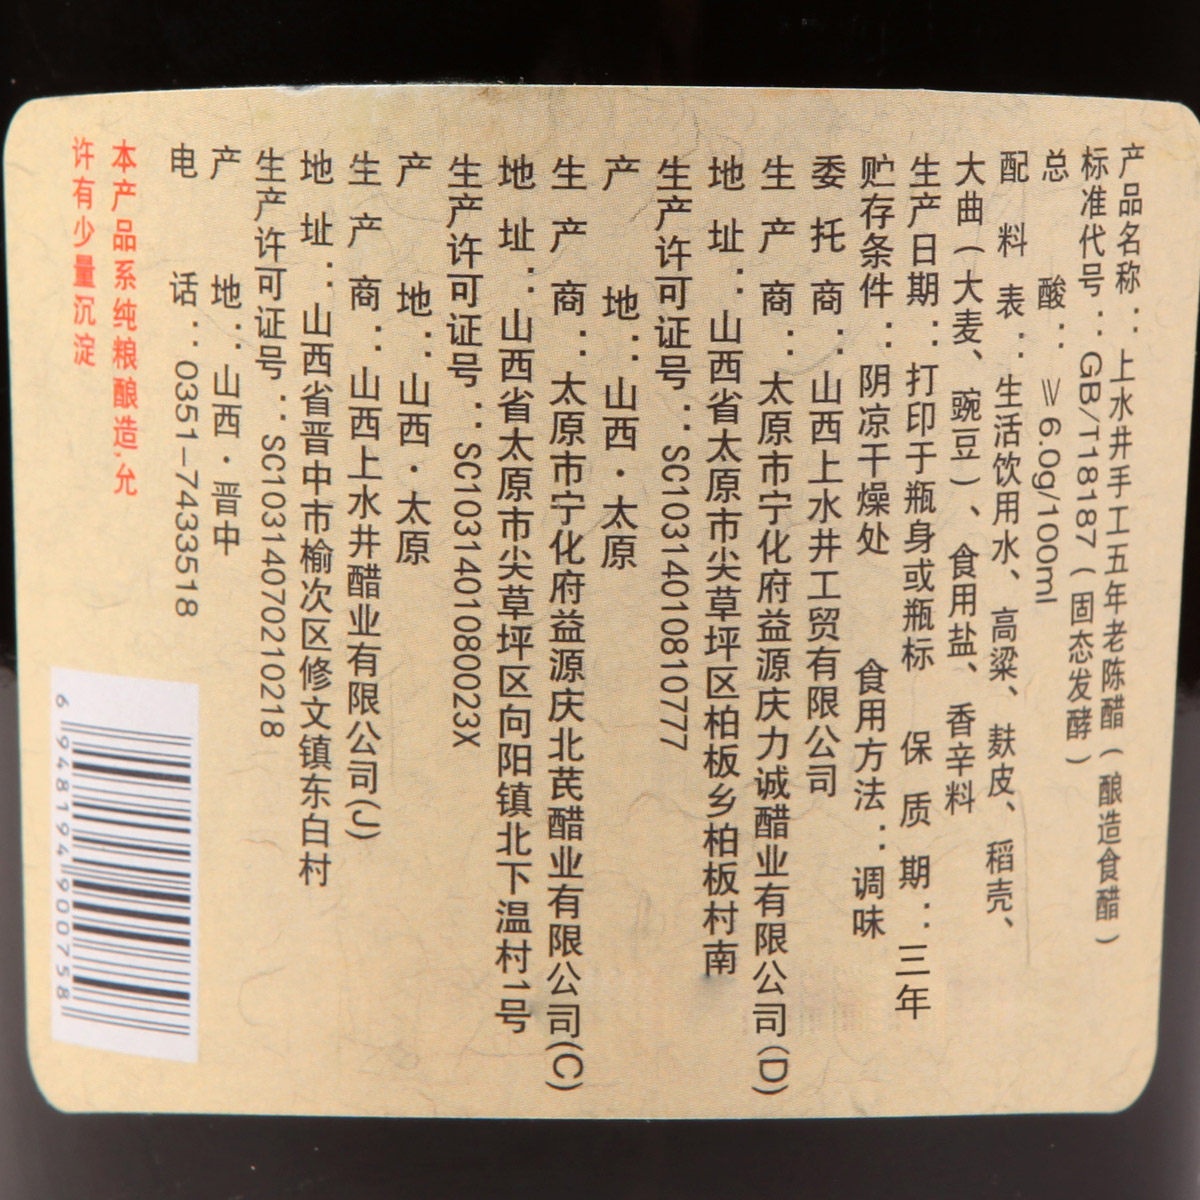 产品名称：上水井手工五年老陈醋（酿造食醋）
标准代号：GB/T18187（固态发酵）
总酸：≥6.0g/100ml
配料表：生活饮用水、高粱、麸皮、稻壳、
大曲（大麦、豌豆）、食用盐、香辛料
生产日期：打印于瓶身或瓶标 保质期：三年
贮存条件：阴凉干燥处 食用方法：调味
委托商：山西上水井工贸有限公司
生产商：太原市宁化府益源庆力诚醋业有限公司(D)
地址：山西省太原市尖草坪区柏板乡柏板村南
生产许可证号：SC10314010810777
产地：山西·太原
生产商：太原市宁化府益源庆北芪醋业有限公司(C)
地址：山西省太原市尖草坪区向阳镇北下温村1号
生产许可证号：SC1031401080023X
产地：山西·太原
生产商：山西上水井醋业有限公司(J)
地址：山西省晋中市榆次区修文镇东白村
生产许可证号：SC10314070210218
产地：山西·晋中
电话：0351-7433518
本产品系纯粮酿造,允
许有少量沉淀
6948194900758